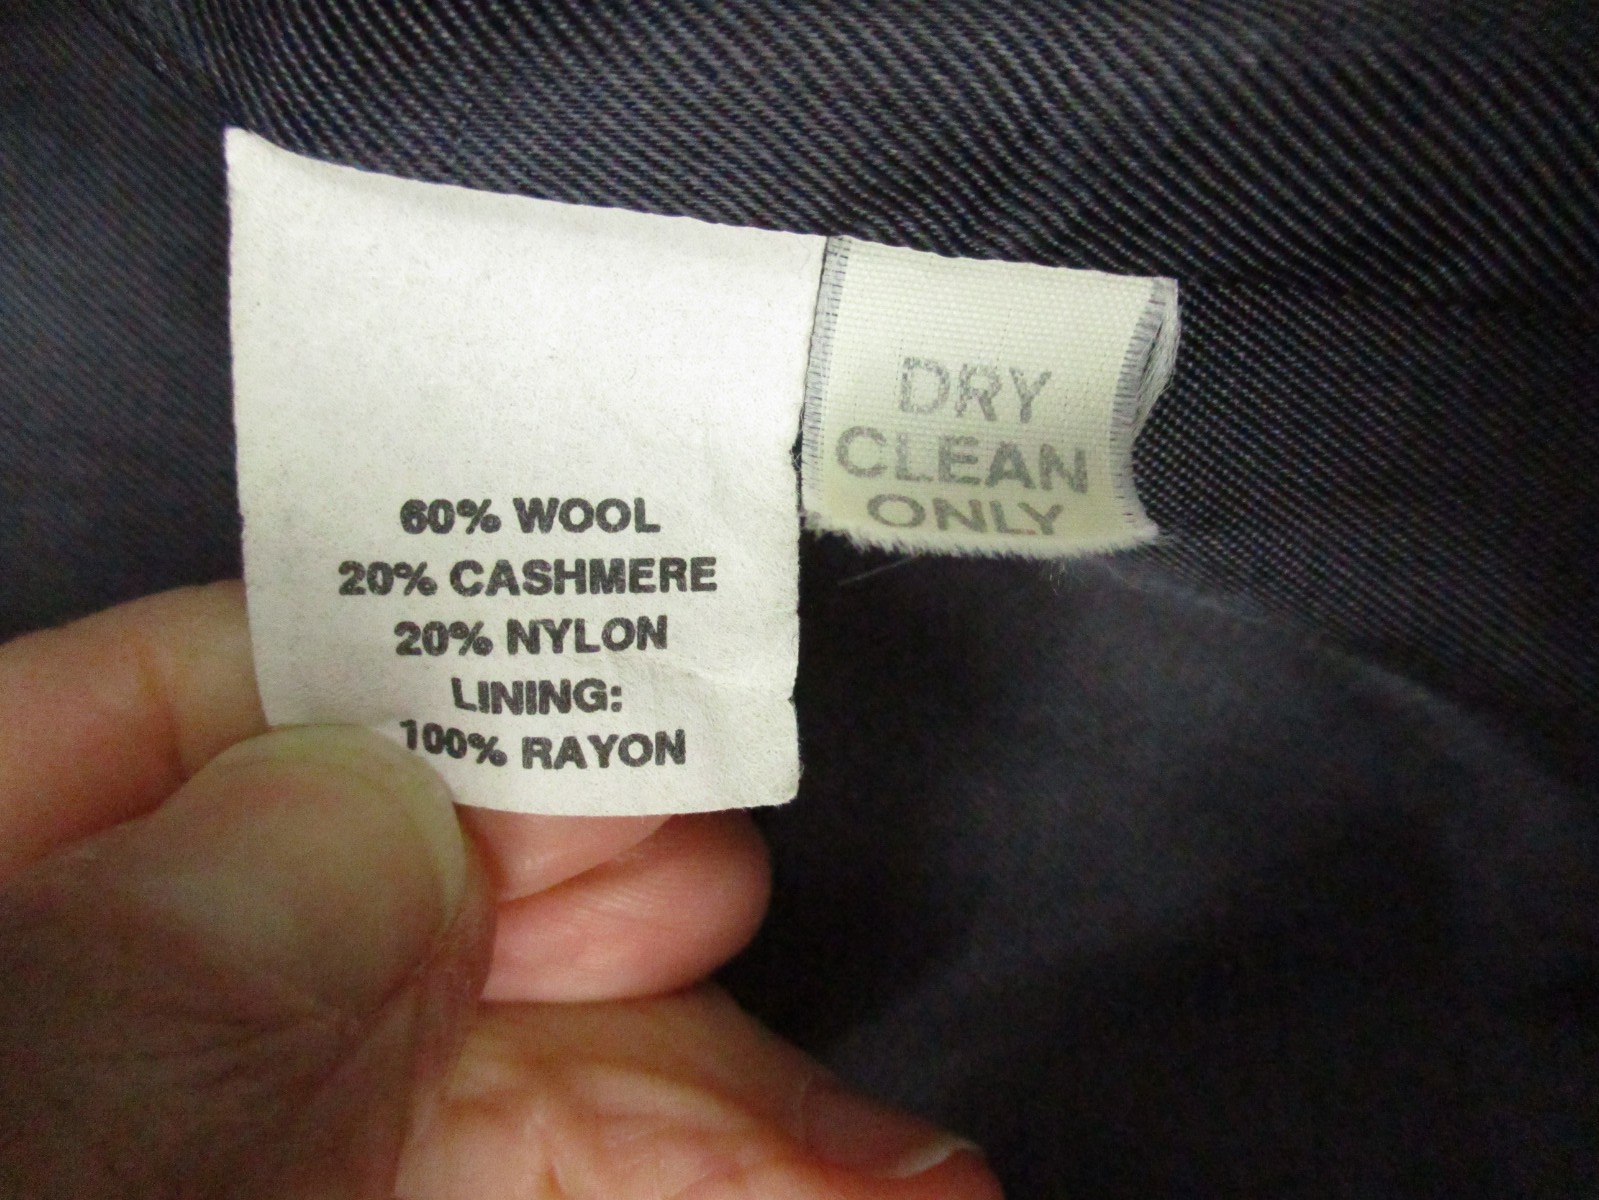 60% WOOL
20% CASHMERE
20% NYLON
LINING:
100% RAYON
DRY
CLEAN
ONLY